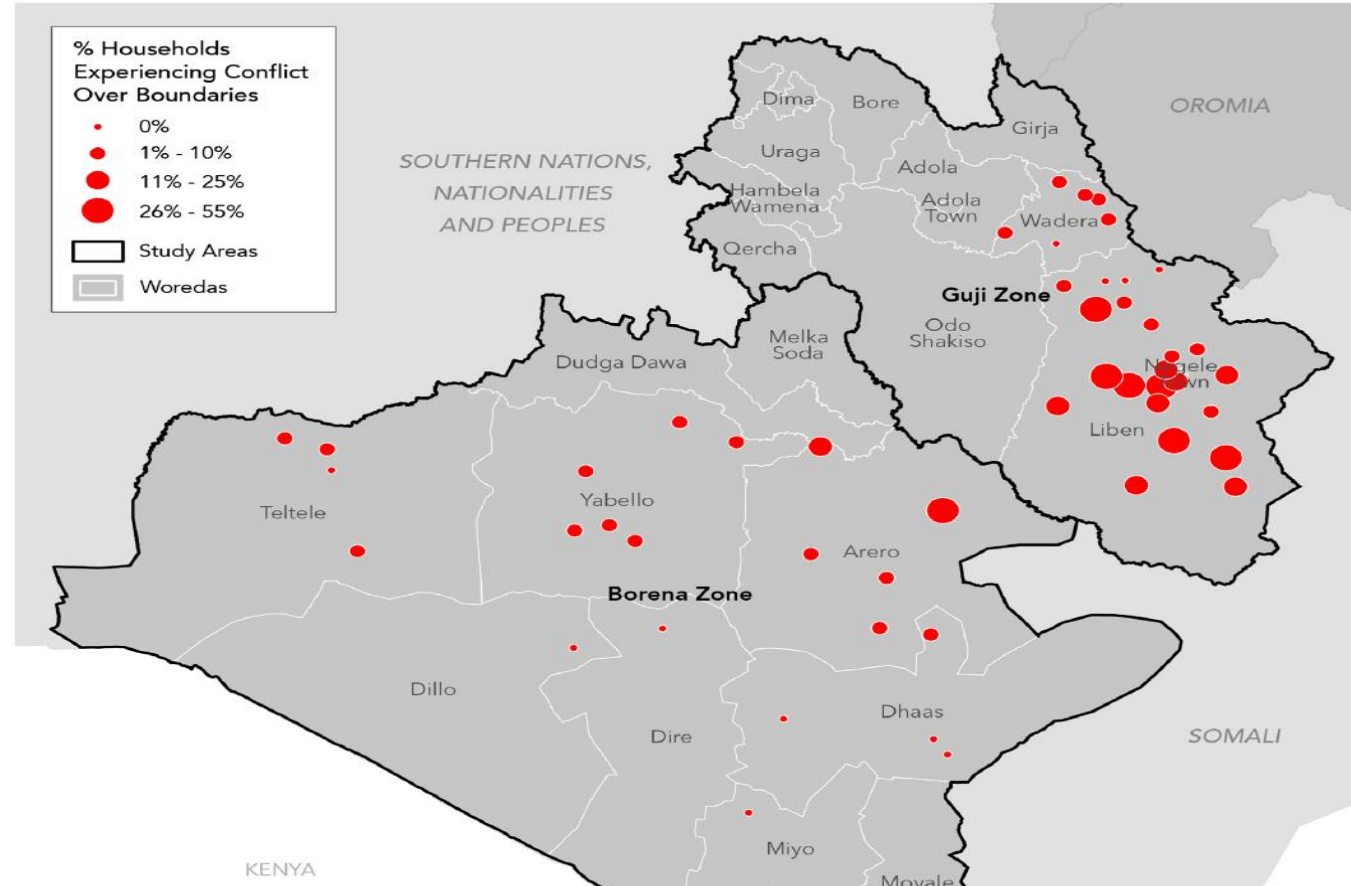 % Households
Experiencing Conflict
Over Boundaries
0%
1% - 10%
11% - 25%
26% - 55%
Study Areas
Woredas
SOUTHERN NATIONS,
NATIONALITIES
AND PEOPLES
OROMIA
Dima
Bore
Girja
Uraga
Adola
Hambela
Wamena
Adola
Town
Wadera
Qercha
Guji Zone
Odo
Shakiso
Melka
Soda
Dudga Dawa
Negele
Town
Liben
Teltele
Yabello
Arero
Borena Zone
Dillo
Dire
Dhaas
SOMALI
Miyo
KENYA
Moyale